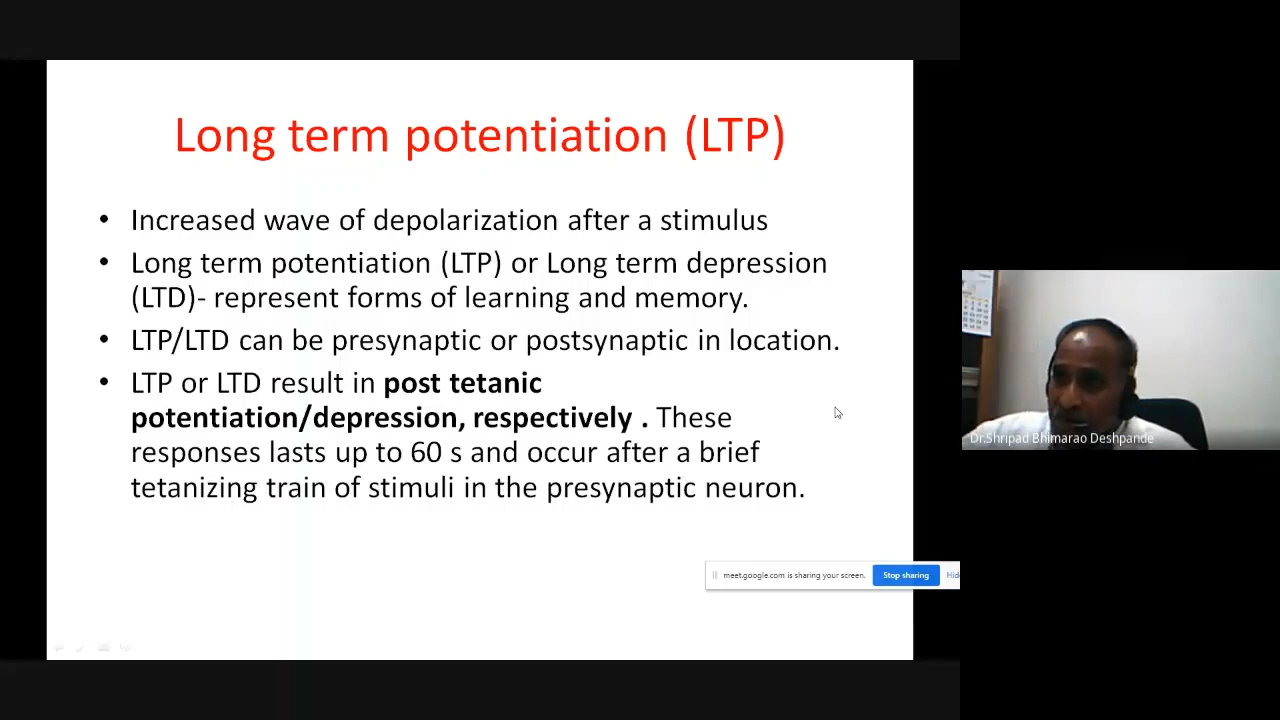 Long term potentiation (LTP)
• Increased wave of depolarization after a stimulus
• Long term potentiation (LTP) or Long term depression
(LTD)- represent forms of learning and memory.
• LTP/LTD can be presynaptic or postsynaptic in location.
• LTP or LTD result in post tetanic
potentiation/depression, respectively . These
responses lasts up to 60 s and occur after a brief
tetanizing train of stimuli in the presynaptic neuron.
Dr.Shripad Bhimarao Deshpande
meet.google.com is sharing your screen. Stop sharing Hide